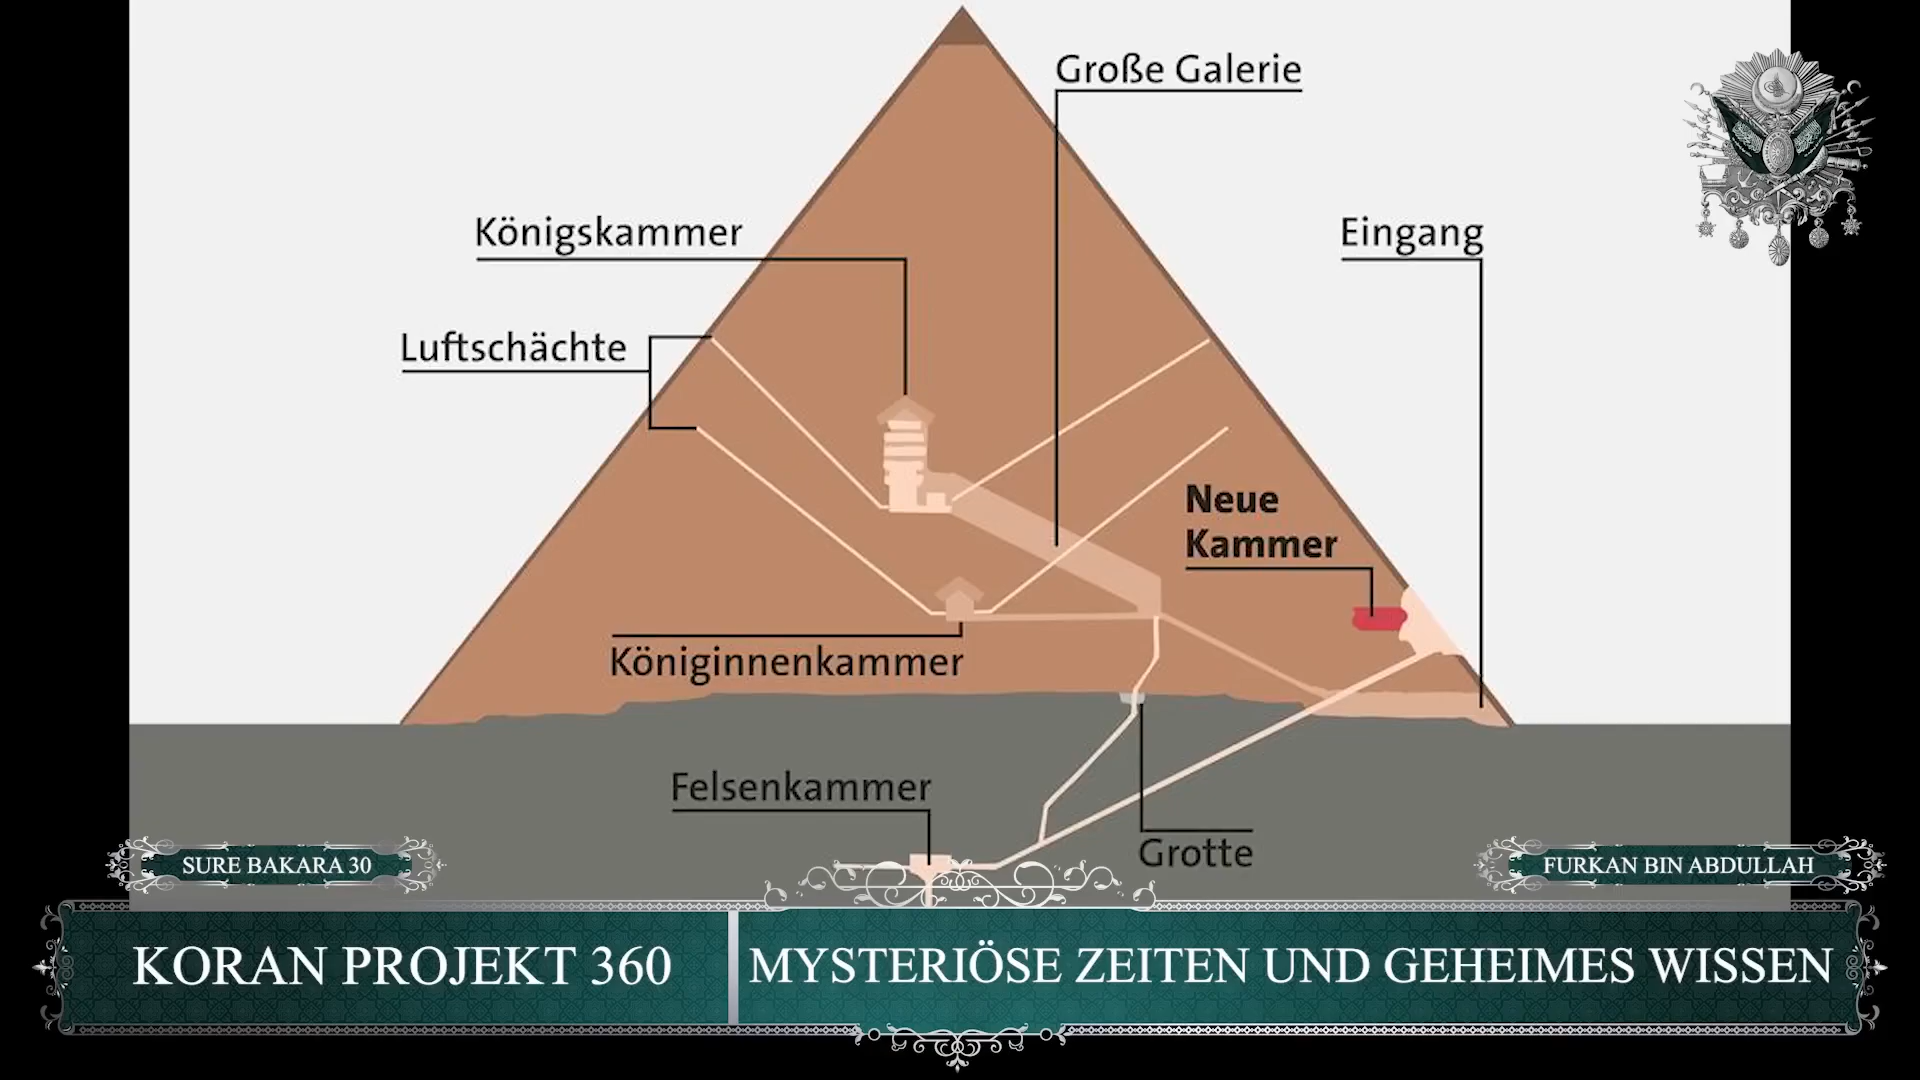 Große Galerie
Königskammer
Eingang
Luftschächte
Neue
Kammer
Königinnenkammer
Felsenkammer
Grotte
SURE BAKARA 30
FURKAN BIN ABDULLAH
KORAN PROJEKT 360
MYSTERIÖSE ZEITEN UND GEHEIMES WISSEN